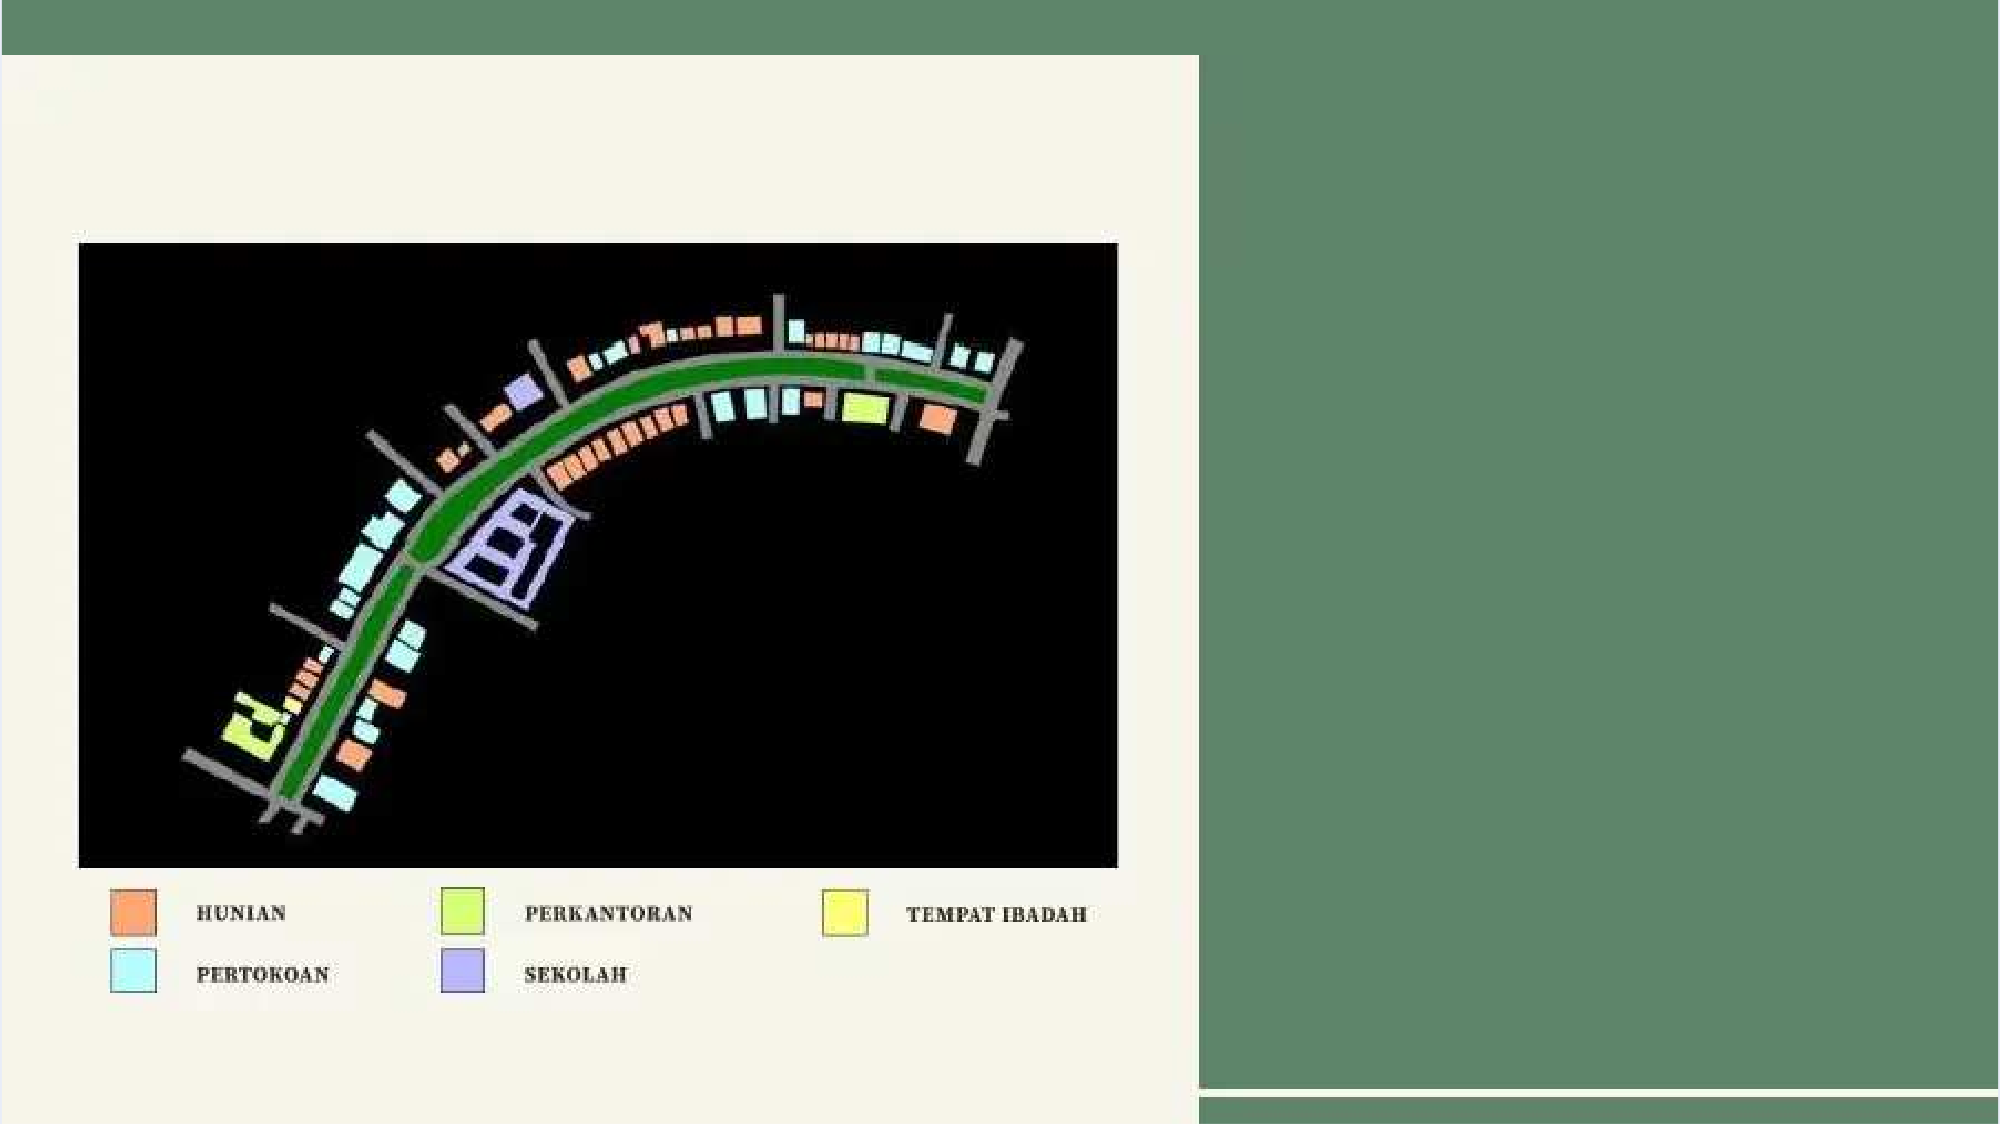 HUNIAN
PERKANTORAN
TEMPAT IBADAH
PERTOKOAN
SEKOLAH